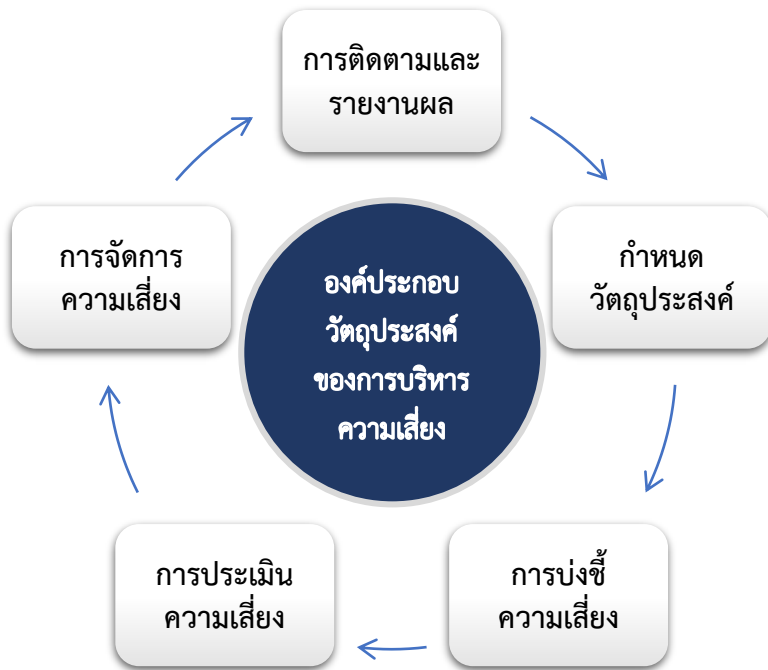 การติดตามและ
รายงานผล
กำหนด
วัตถุประสงค์
การบ่งชี้
ความเสี่ยง
การประเมิน
ความเสี่ยง
การจัดการ
ความเสี่ยง
องค์ประกอบ
วัตถุประสงค์
ของการบริหาร
ความเสี่ยง